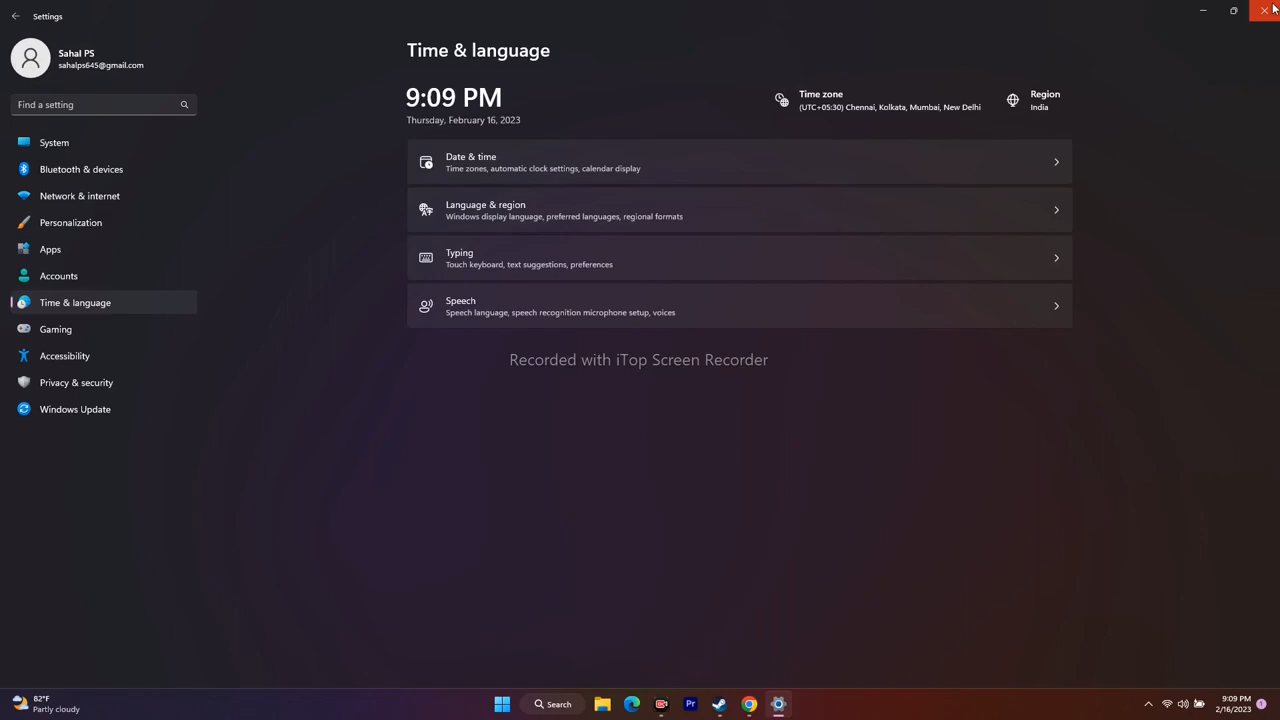 Settings
Sahal PS
sahalps645@gmail.com
Find a setting
System
Bluetooth & devices
Network & internet
Personalization
Apps
Accounts
Time & language
Gaming
Accessibility
Privacy & security
Windows Update
Time & language
9:09 PM
Thursday, February 16, 2023
Time zone
(UTC+05:30) Chennai, Kolkata, Mumbai, New Delhi
Region
India
Date & time
Time zones, automatic clock settings, calendar display
Language & region
Windows display language, preferred languages, regional formats
Typing
Touch keyboard, text suggestions, preferences
Speech
Speech language, speech recognition microphone setup, voices
Recorded with iTop Screen Recorder
82°F
Partly cloudy
Search
Pr
9:09 PM
2/16/2023
1